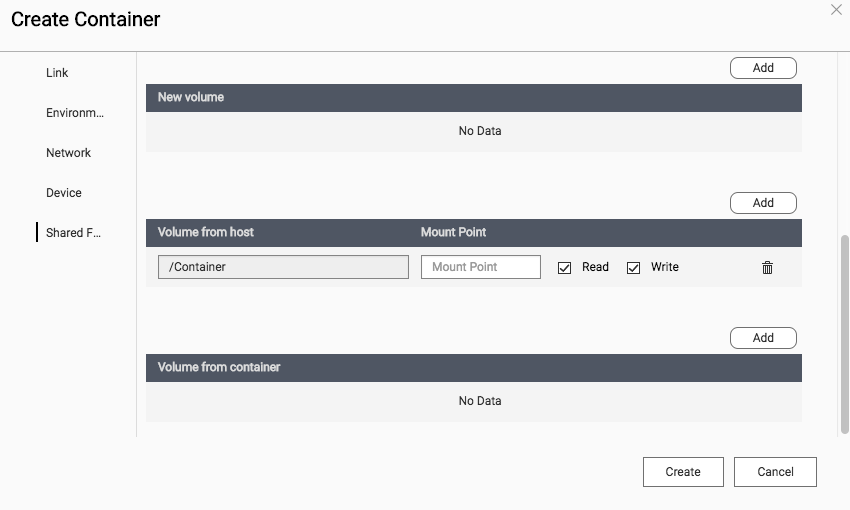 Create Container
Link
Environm...
Network
Device
Shared F...
Add
New volume
No Data
Add
Volume from host Mount Point
/Container Mount Point Read Write
Add
Volume from container
No Data
Create Cancel